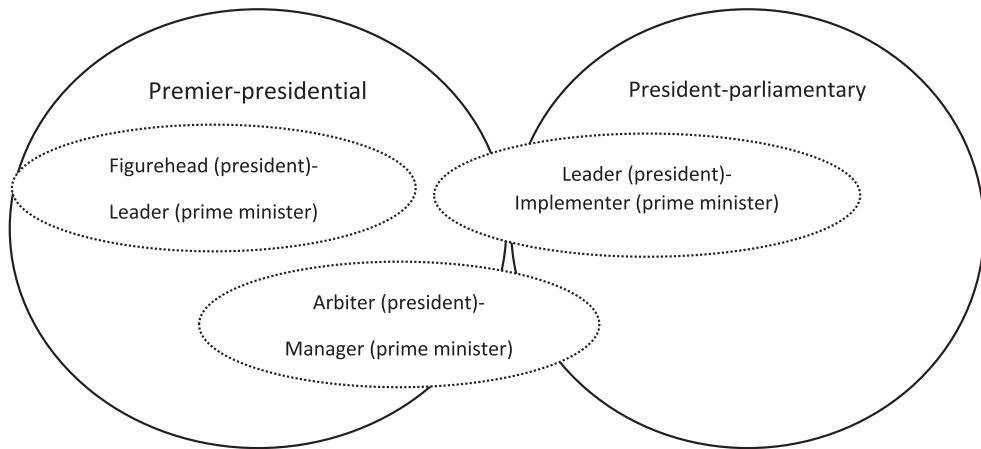 Premier-presidential
President-parliamentary
Figurehead (president)-
Leader (prime minister)
Leader (president)-
Implementer (prime minister)
Arbiter (president)-
Manager (prime minister)